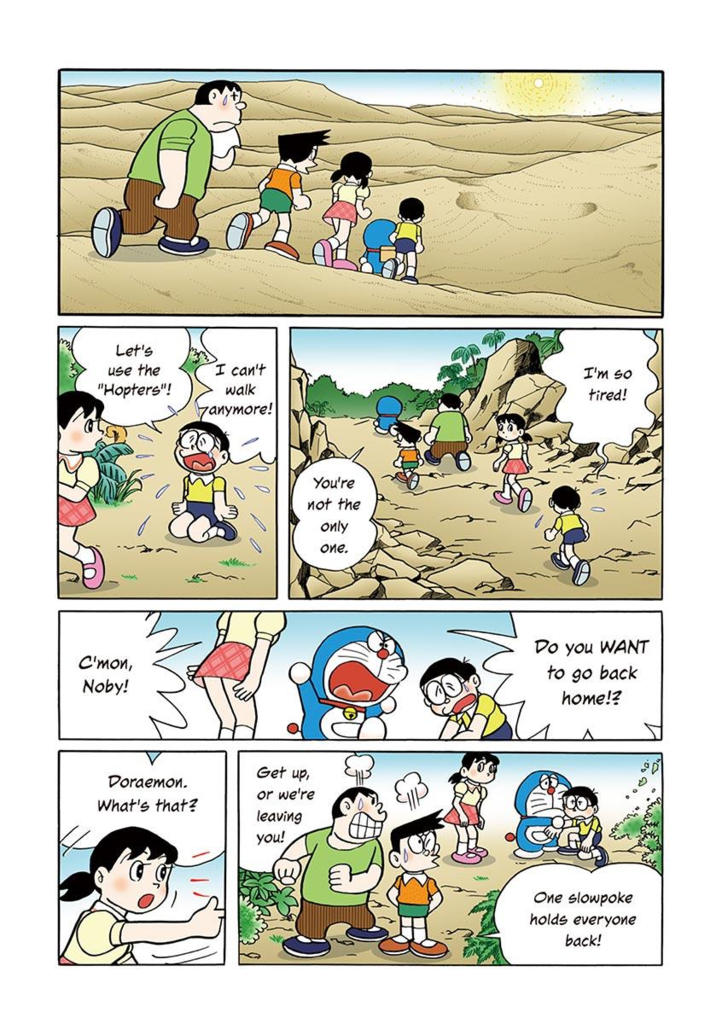 I'm so
tired!
You're
not the
only
one.
I can't
walk
anymore!
Let's
use the
"Hopters"!
Do you WANT
to go back
home!?
C'mon,
Noby!
Get up,
or we're
leaving
you!
One slowpoke
holds everyone
back!
Doraemon.
What's that?